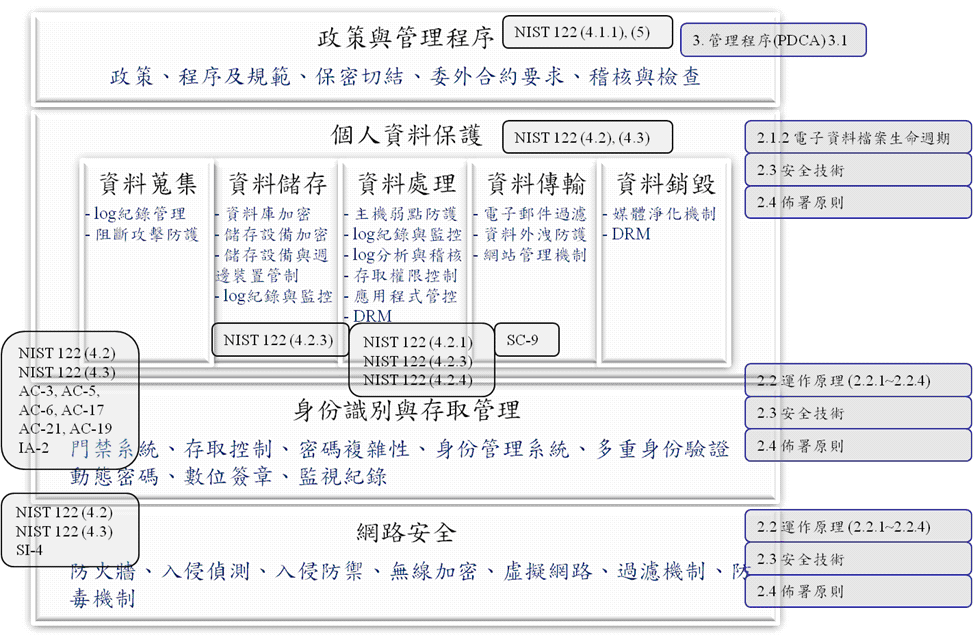 政策與管理程序
NIST 122 (4.1.1), (5)
3. 管理程序(PDCA) 3.1
政策、程序及規範、保密切結、委外合約要求、稽核與檢查
個人資料保護
NIST 122 (4.2), (4.3)
2.1.2 電子資料檔案生命週期
2.3 安全技術
2.4 佈署原則
資料蒐集
- log紀錄管理
- 阻斷攻擊防護
資料儲存
- 資料庫加密
- 儲存設備加密
- 儲存設備與週
邊裝置管制
- log紀錄與監控
NIST 122 (4.2.3)
資料處理
- 主機弱點防護
- log紀錄與監控
- log分析與稽核
- 存取權限控制
- 應用程式管控
- DRM
NIST 122 (4.2.1)
NIST 122 (4.2.3)
NIST 122 (4.2.4)
資料傳輸
- 電子郵件過濾
- 資料外洩防護
- 網站管理機制
SC-9
資料銷毀
- 媒體淨化機制
- DRM
NIST 122 (4.2)
NIST 122 (4.3)
AC-3, AC-5,
AC-6, AC-17
AC-21, AC-19
IA-2
身份識別與存取管理
門禁系統、存取控制、密碼複雜性、身份管理系統、多重身份驗證
動態密碼、數位簽章、監視紀錄
2.2 運作原理 (2.2.1~2.2.4)
2.3 安全技術
2.4 佈署原則
NIST 122 (4.2)
NIST 122 (4.3)
SI-4
網路安全
防火牆、入侵偵測、入侵防禦、無線加密、虛擬網路、過濾機制、防
毒機制
2.2 運作原理 (2.2.1~2.2.4)
2.3 安全技術
2.4 佈署原則